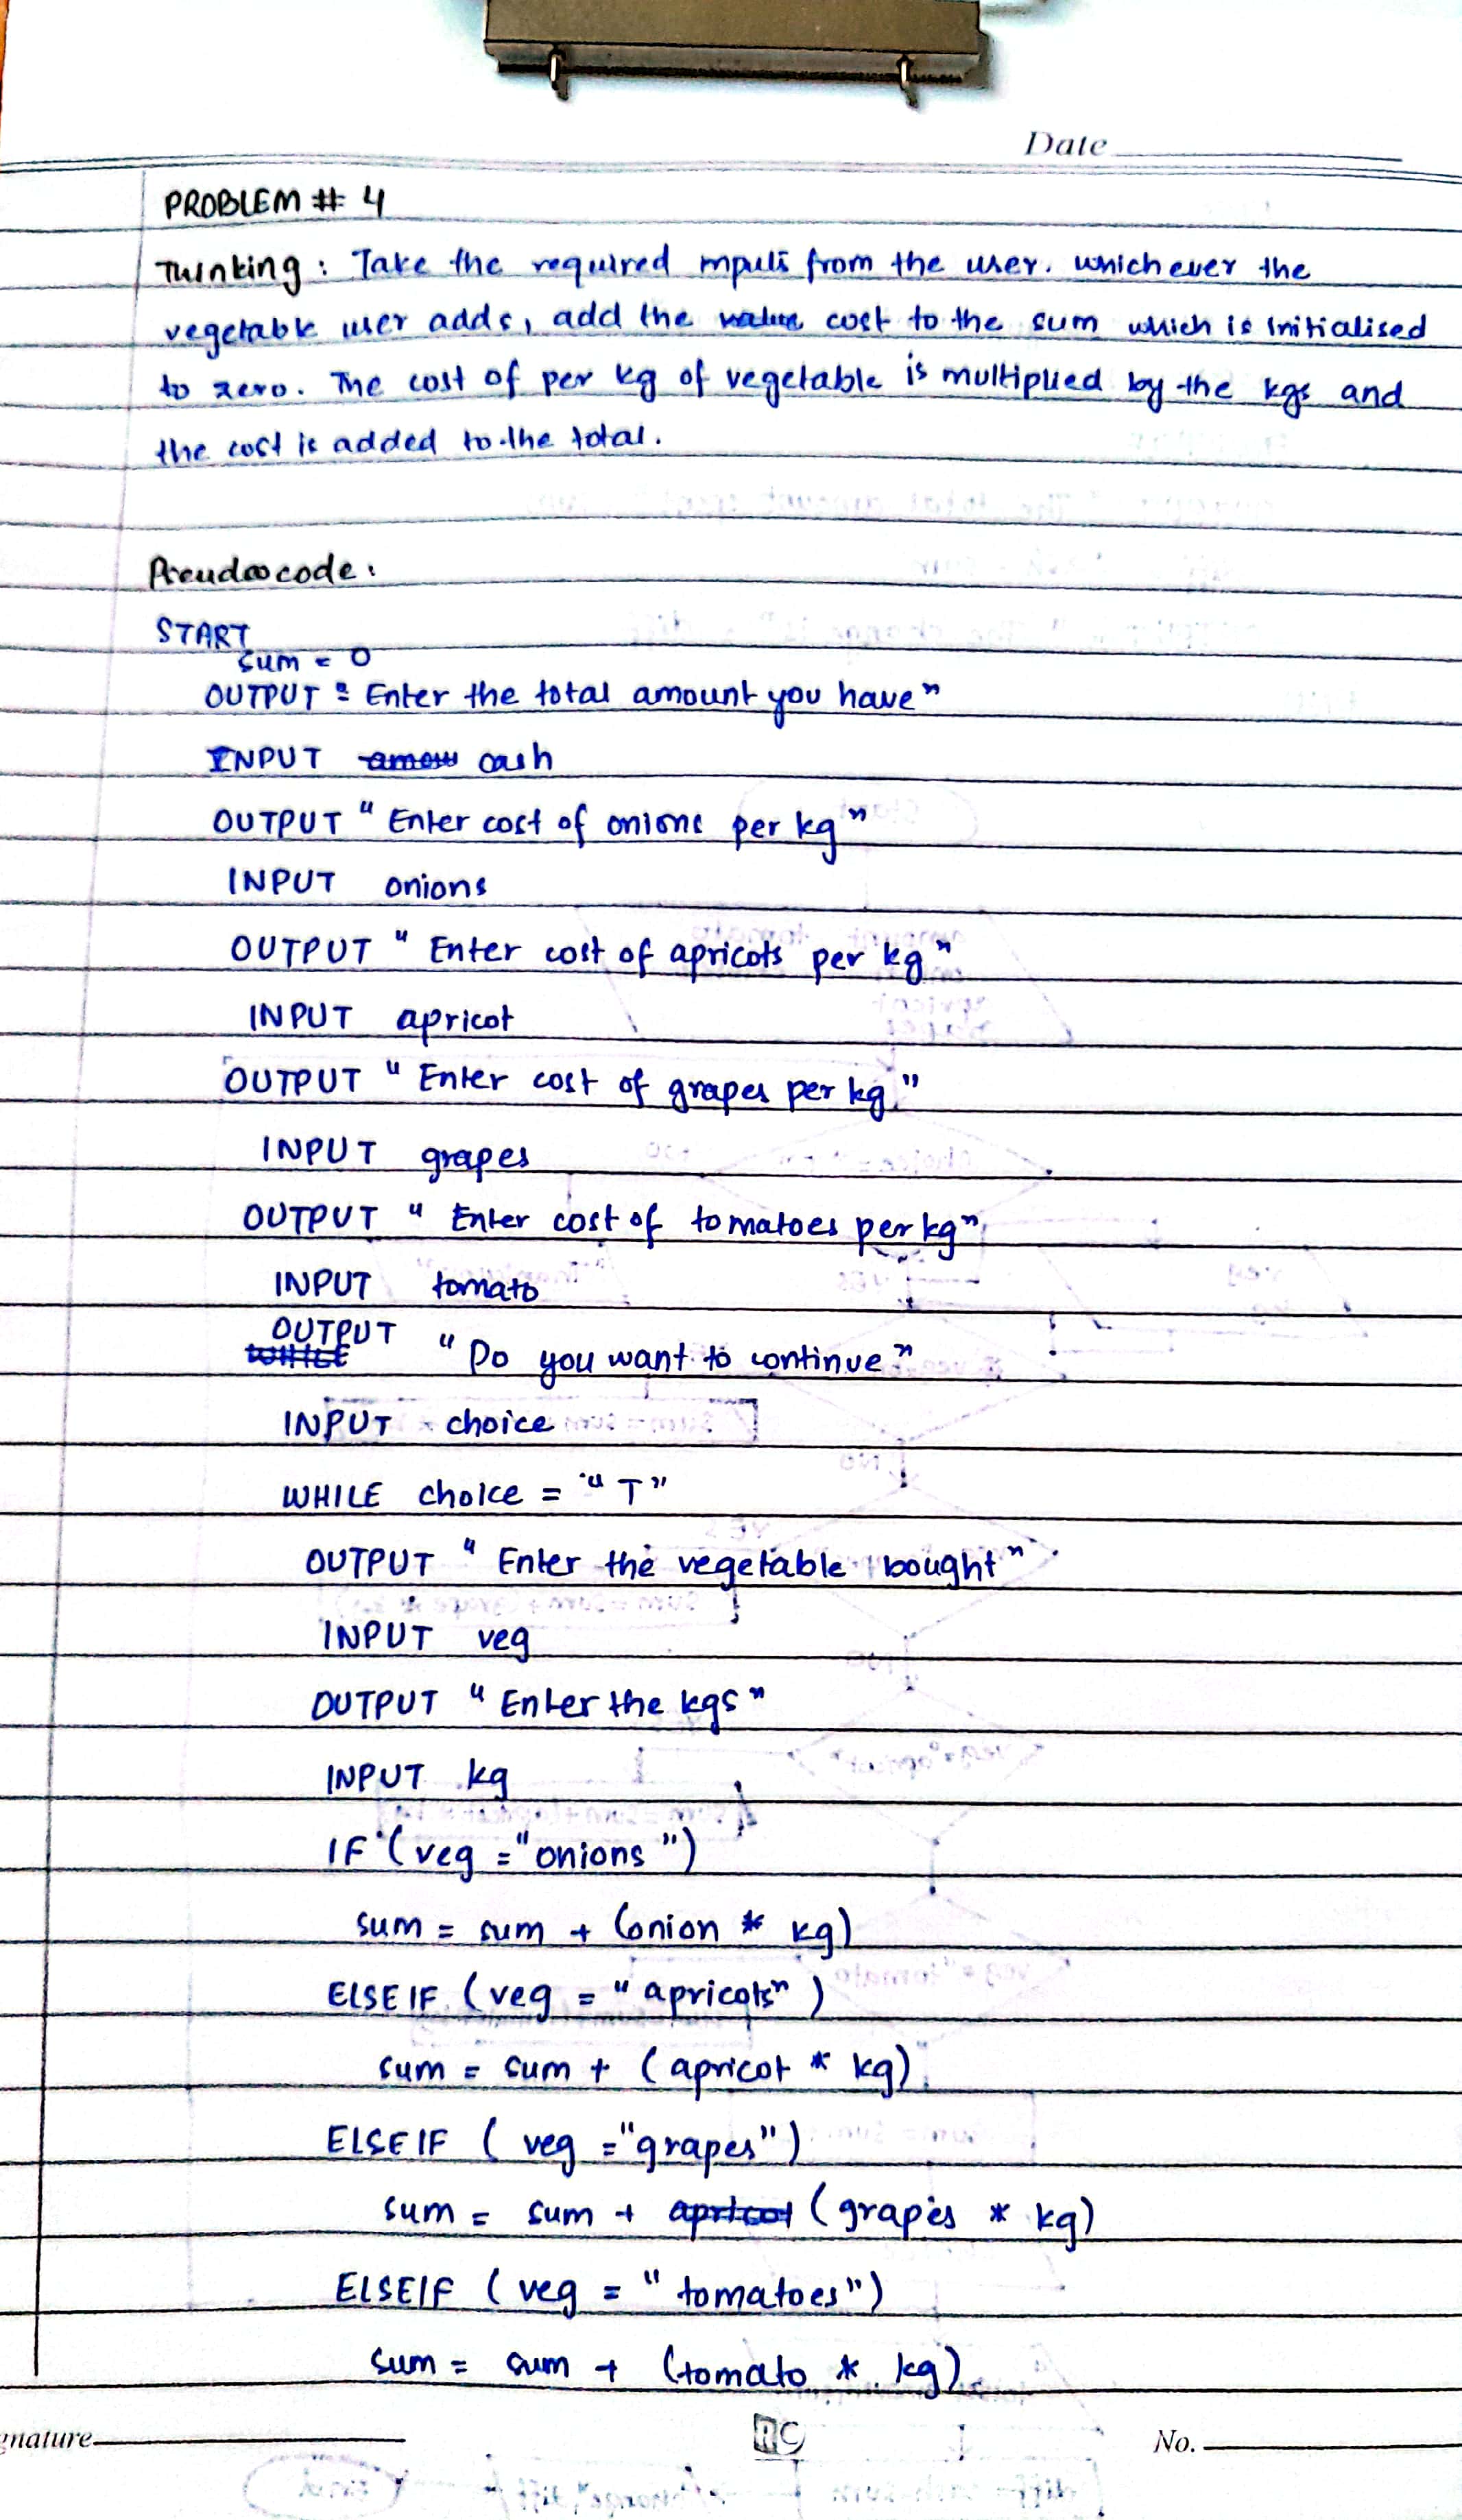 Date
PROBLEM # 4
Thinking : Take the required inputs from the user. whichever the
vegetable user adds, add the value cost to the sum which is initialised
to zero. The cost of per kg of vegetable is multiplied by the kgs and
the cost is added to the total.
Pseudocode :
START
sum = 0
OUTPUT " Enter the total amount you have"
INPUT amou cash
OUTPUT " Enter cost of onions per kg"
INPUT onions
OUTPUT " Enter cost of apricots per kg"
INPUT apricot
OUTPUT " Enter cost of grapes per kg."
INPUT grapes
OUTPUT " Enter cost of tomatoes per kg"
INPUT tomato
OUTPUT
WHILE "Do you want to continue"
INPUT choice
WHILE choice = "T"
OUTPUT " Enter the vegetable bought"
INPUT veg
OUTPUT " Enter the kgs"
INPUT kg
IF (veg = "onions")
sum = sum + (onion * kg)
ELSEIF (veg = " apricots")
sum = sum + ( apricot * kg)
ELSEIF ( veg = "grapes")
sum = sum + apricot (grapes * kg)
ELSEIF ( veg = " tomatoes")
sum = sum + (tomato * kg)
gnature
RC
No.